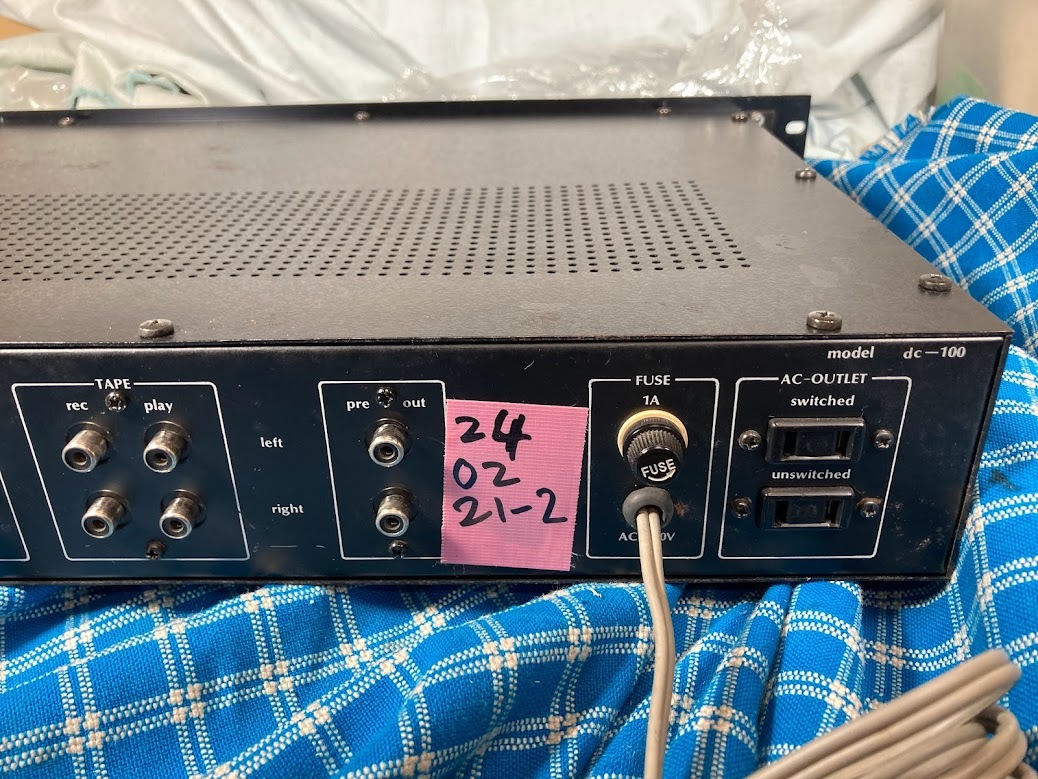 model dc-100
TAPE
rec play
left
right
pre out
24
02
21-2
FUSE
1A
FUSE
AC-OUTLET
switched
unswitched